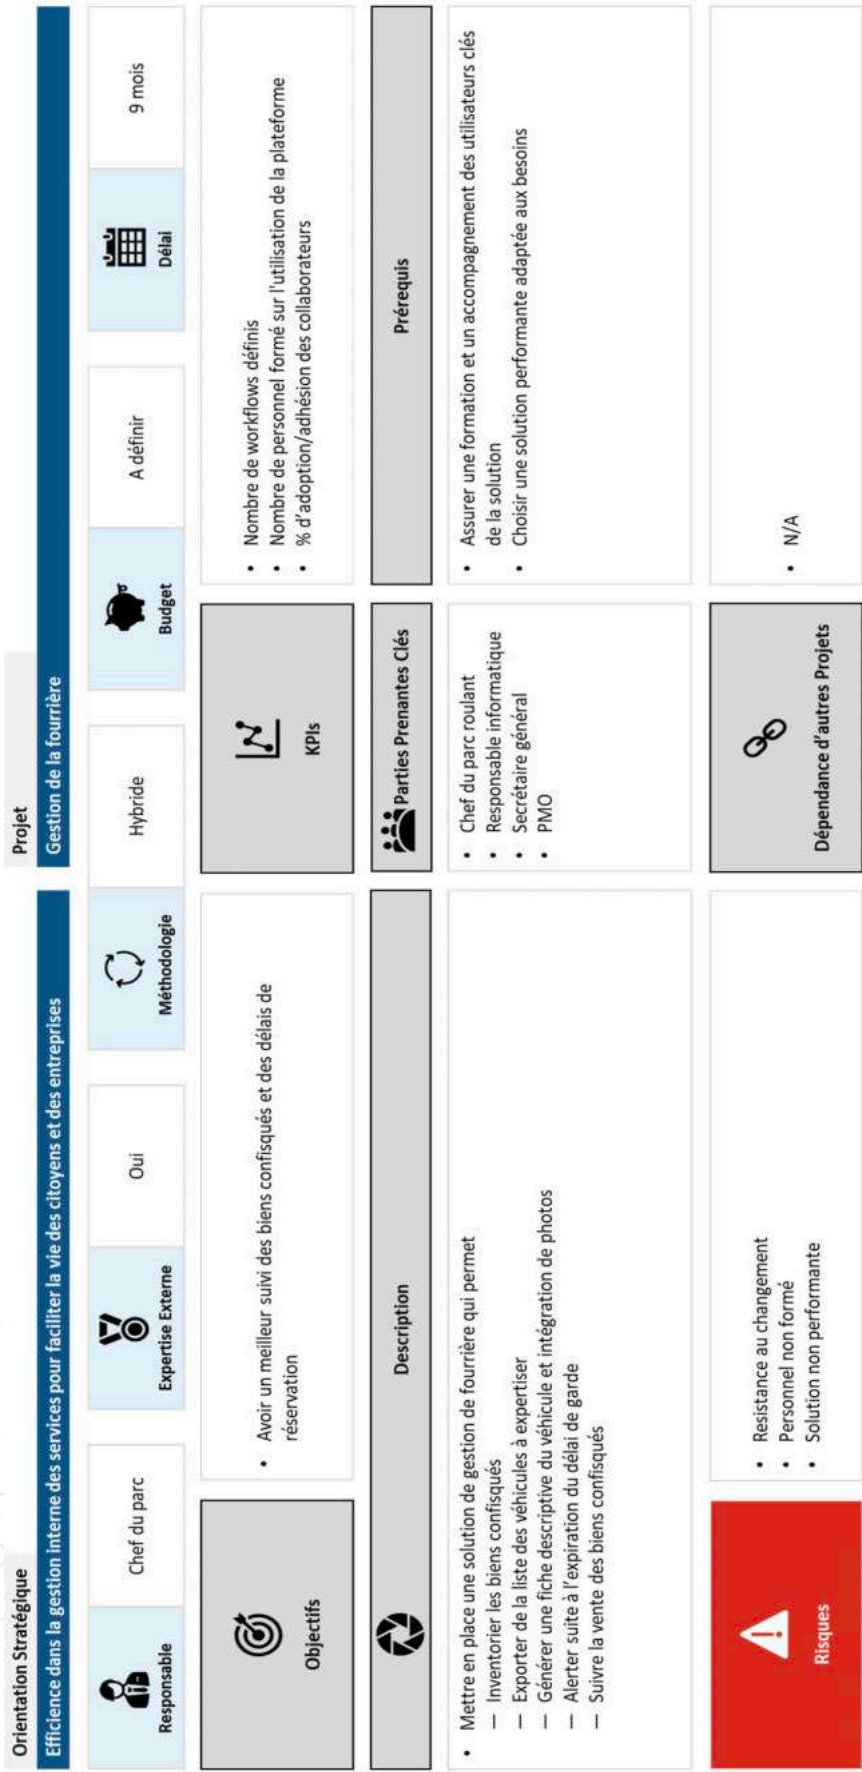 Orientation Stratégique
Efficience dans la gestion interne des services pour faciliter la vie des citoyens et des entreprises
Projet
Gestion de la fourrière
Responsable
Chef du parc
Expertise Externe
Oui
Méthodologie
Hybride
Budget
A définir
Délai
9 mois
Objectifs
• Avoir un meilleur suivi des biens confisqués et des délais de
réservation
KPIs
• Nombre de workflows définis
• Nombre de personnel formé sur l'utilisation de la plateforme
• % d'adoption/adhésion des collaborateurs
Description
• Mettre en place une solution de gestion de fourrière qui permet
— Inventorier les biens confisqués
— Exporter de la liste des véhicules à expertiser
— Générer une fiche descriptive du véhicule et intégration de photos
— Alerter suite à l'expiration du délai de garde
— Suivre la vente des biens confisqués
Parties Prenantes Clés
• Chef du parc roulant
• Responsable informatique
• Secrétaire général
• PMO
Prérequis
• Assurer une formation et un accompagnement des utilisateurs clés
de la solution
• Choisir une solution performante adaptée aux besoins
Risques
• Resistance au changement
• Personnel non formé
• Solution non performante
Dépendance d'autres Projets
• N/A